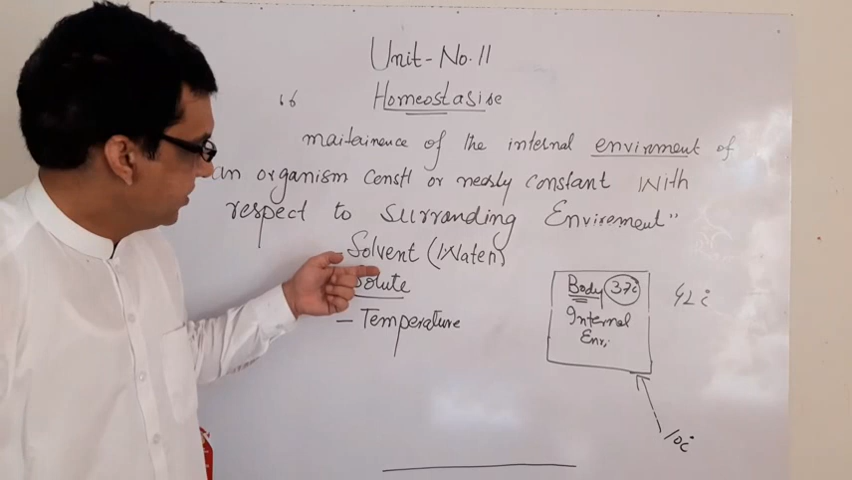 Unit-No.11
Homeostasise
“ maitainence of the internal envirment of
an organism constt or nearly constant With
respect to Surranding Envirement”
- Solvent (Water)
Solute
- Temperature
Body 37c
Internal
Env,
42c
10c